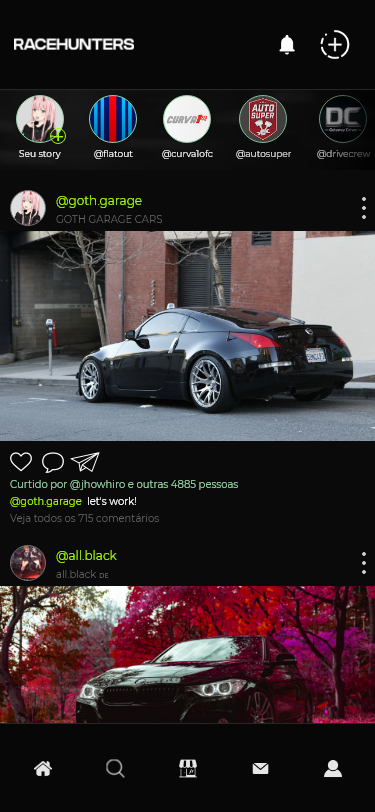 RACEHUNTERS
CURVA1
AUTO
SUPER
DC
Seu story
@flatout
@curva1ofc
@autosuper
@drivecrew
@goth.garage
GOTH GARAGE CARS
Curtido por @jhowhiro e outras 4885 pessoas
@goth.garage let's work!
Veja todos os 715 comentários
@all.black
all.black DE